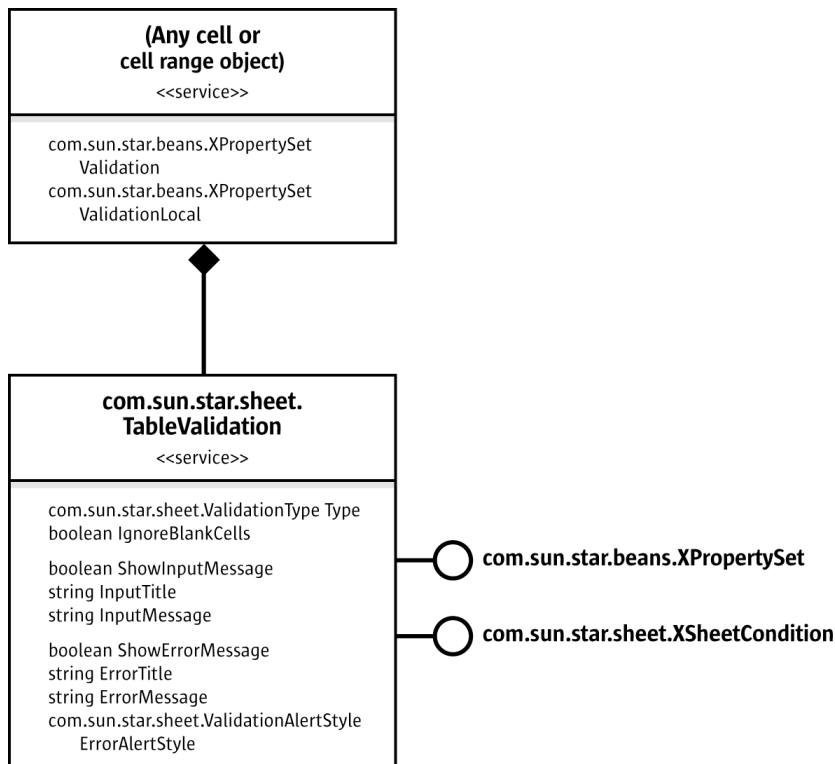 (Any cell or
cell range object)
<<service>>
com.sun.star.beans.XPropertySet
Validation
com.sun.star.beans.XPropertySet
ValidationLocal
com.sun.star.sheet.
TableValidation
<<service>>
com.sun.star.sheet.ValidationType Type
boolean IgnoreBlankCells
boolean ShowInputMessage
string InputTitle
string InputMessage
boolean ShowErrorMessage
string ErrorTitle
string ErrorMessage
com.sun.star.sheet.ValidationAlertStyle
ErrorAlertStyle
com.sun.star.beans.XPropertySet
com.sun.star.sheet.XSheetCondition